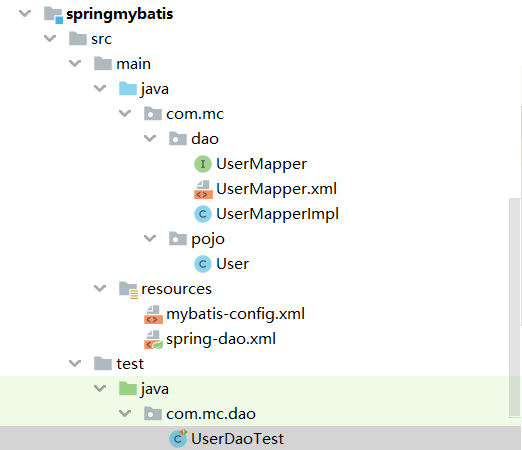 springmybatis
src
main
java
com.mc
dao
I UserMapper
UserMapper.xml
C UserMapperImpl
pojo
C User
resources
mybatis-config.xml
spring-dao.xml
test
java
com.mc.dao
C UserDaoTest